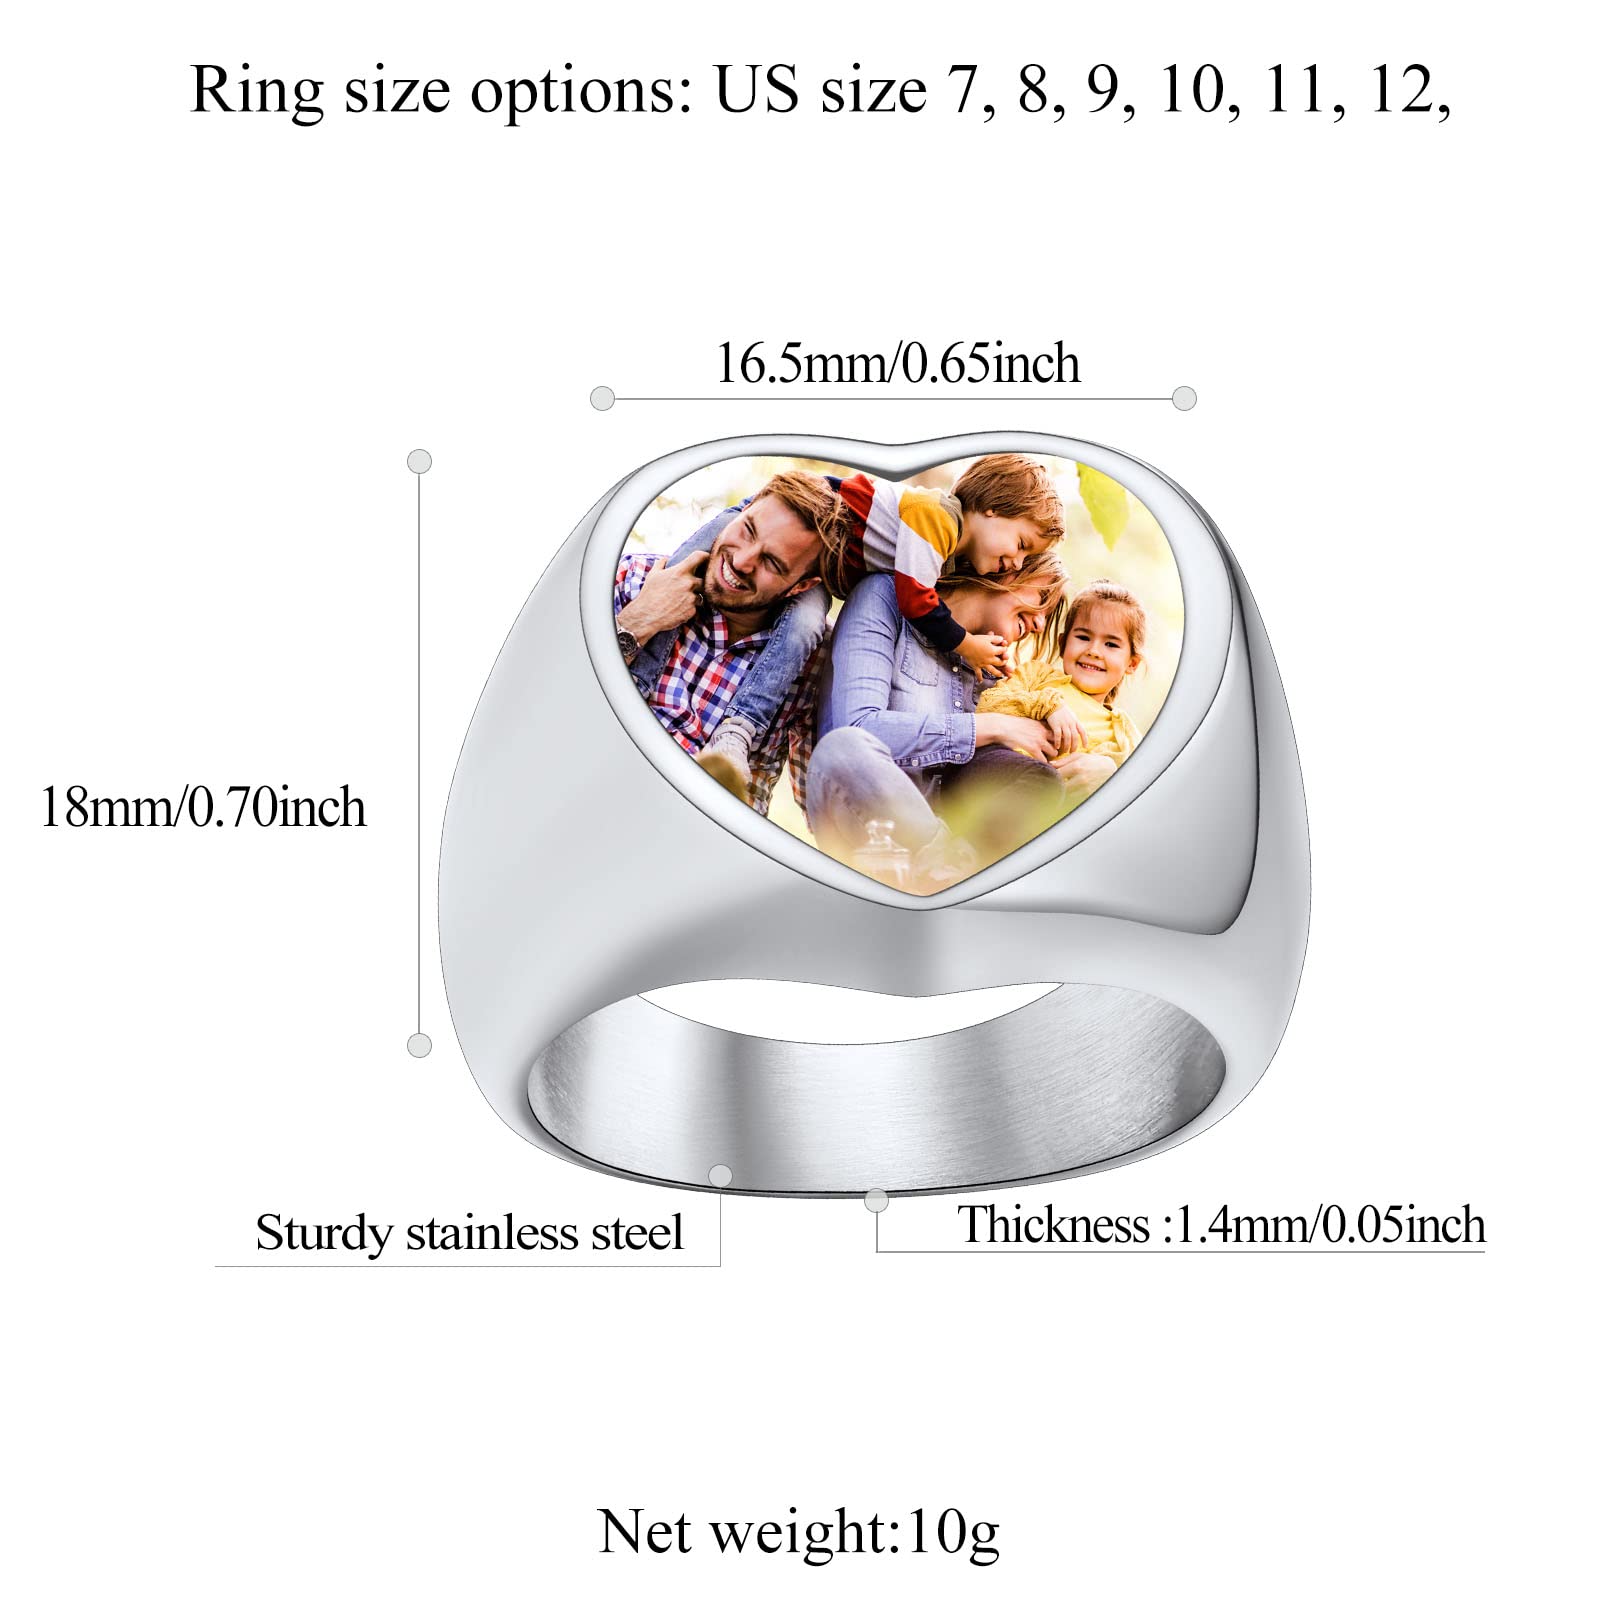 Ring size options: US size 7, 8, 9, 10, 11, 12,
16.5mm/0.65inch
18mm/0.70inch
Sturdy stainless steel
Thickness :1.4mm/0.05inch
Net weight:10g